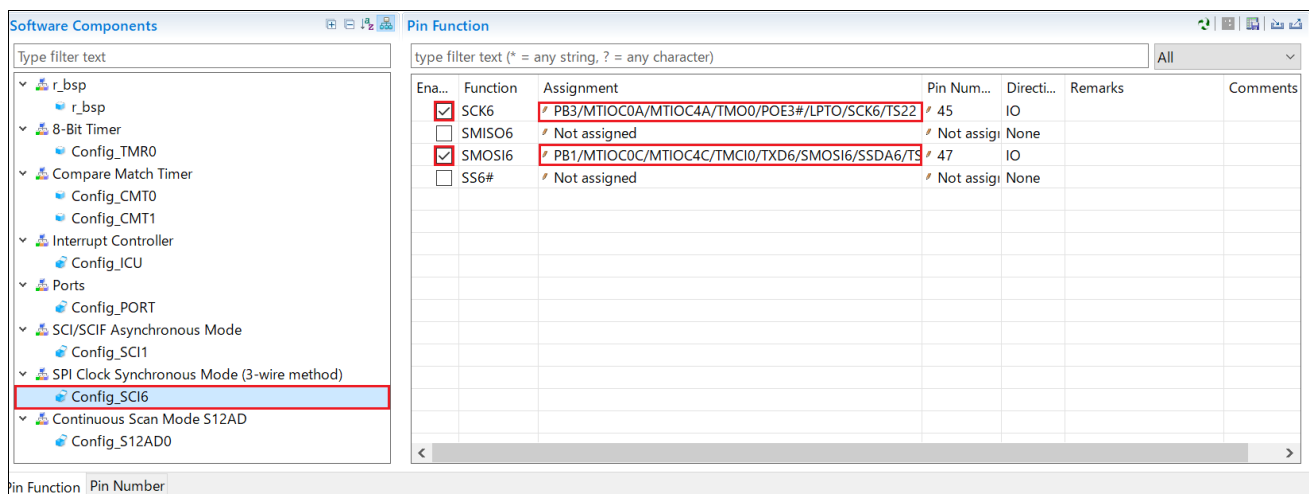 Software Components
Type filter text
r_bsp
r_bsp
8-Bit Timer
Config_TMR0
Compare Match Timer
Config_CMT0
Config_CMT1
Interrupt Controller
Config_ICU
Ports
Config_PORT
SCI/SCIF Asynchronous Mode
Config_SCI1
SPI Clock Synchronous Mode (3-wire method)
Config_SCI6
Continuous Scan Mode S12AD
Config_S12AD0
Pin Function
type filter text (* = any string, ? = any character) All
Ena... Function Assignment Pin Num... Directi... Remarks Comments
SCK6 PB3/MTIOC0A/MTIOC4A/TMO0/POE3#/LPTO/SCK6/TS22 45 IO
SMISO6 Not assigned Not assig None
SMOSI6 PB1/MTIOC0C/MTIOC4C/TMCI0/TXD6/SMOSI6/SSDA6/TS 47 IO
SS6# Not assigned Not assig None
Pin Function Pin Number